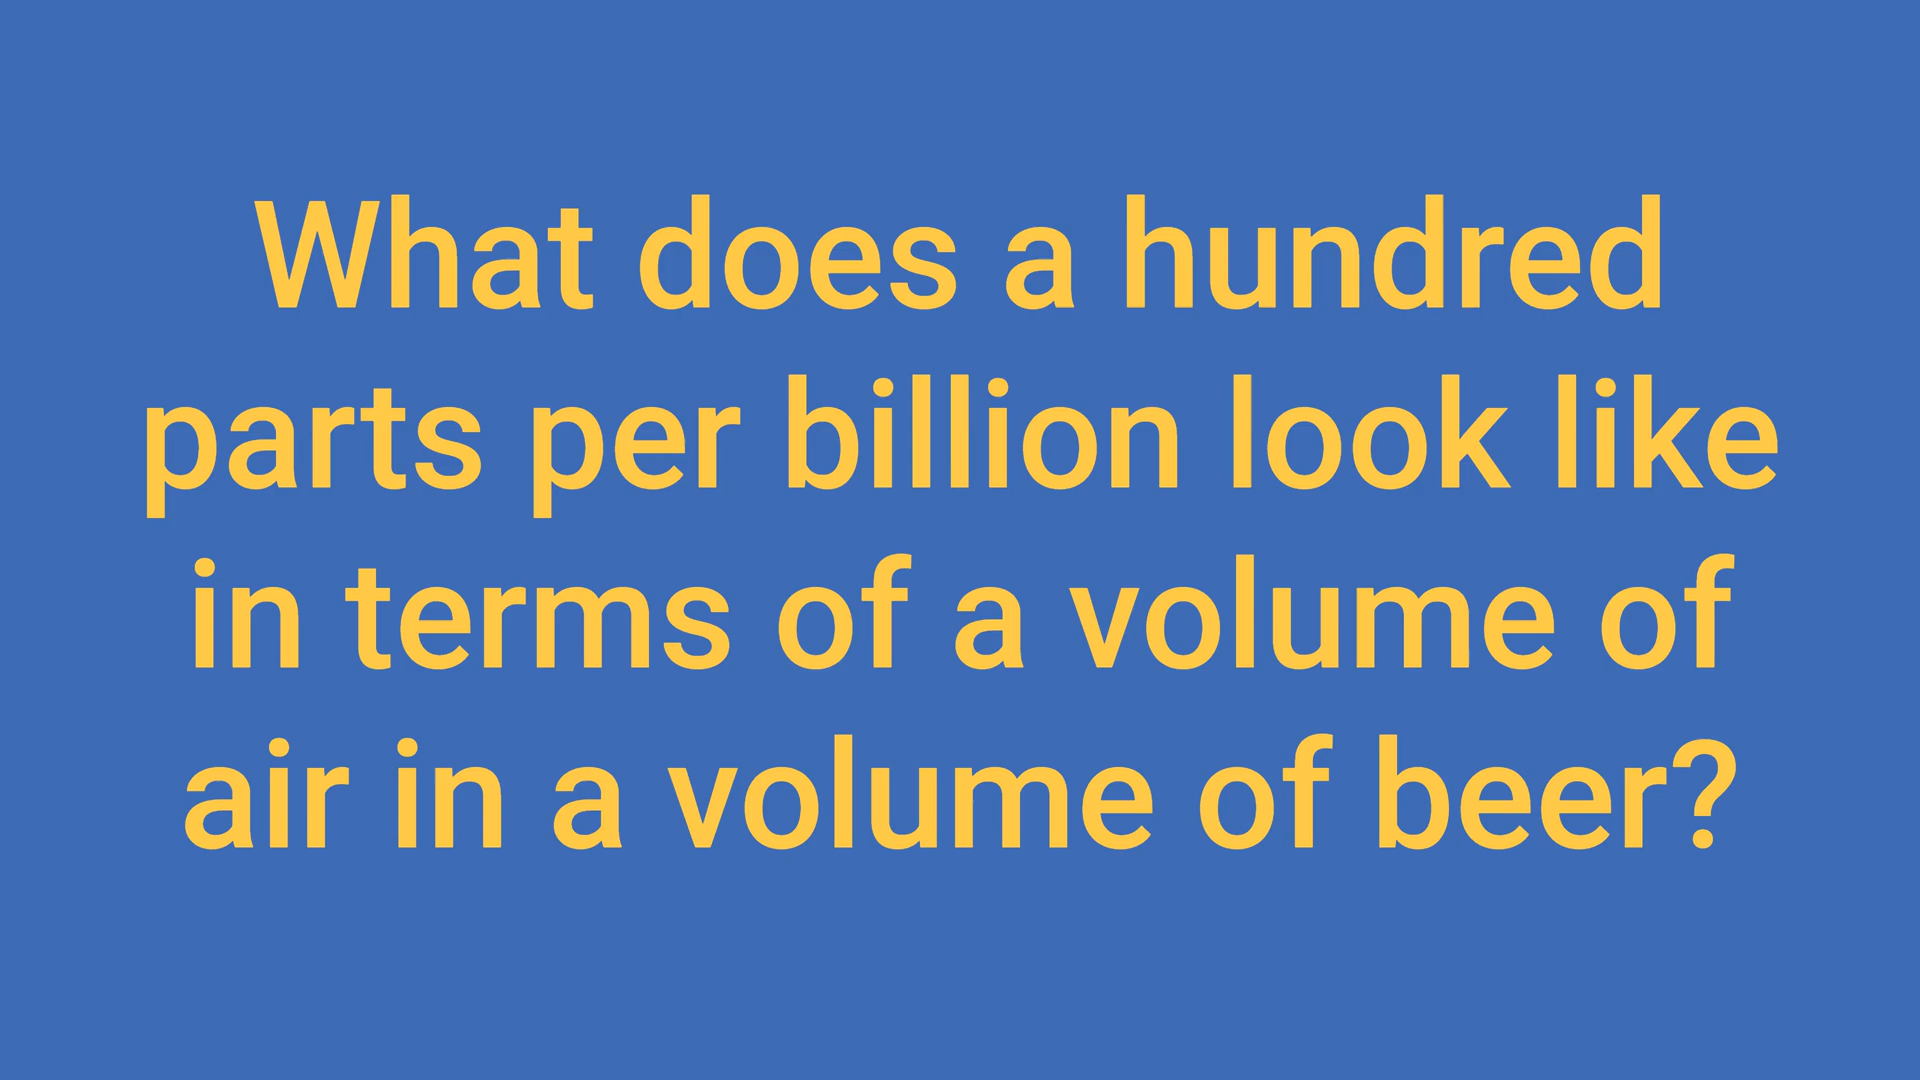 What does a hundred
parts per billion look like
in terms of a volume of
air in a volume of beer?